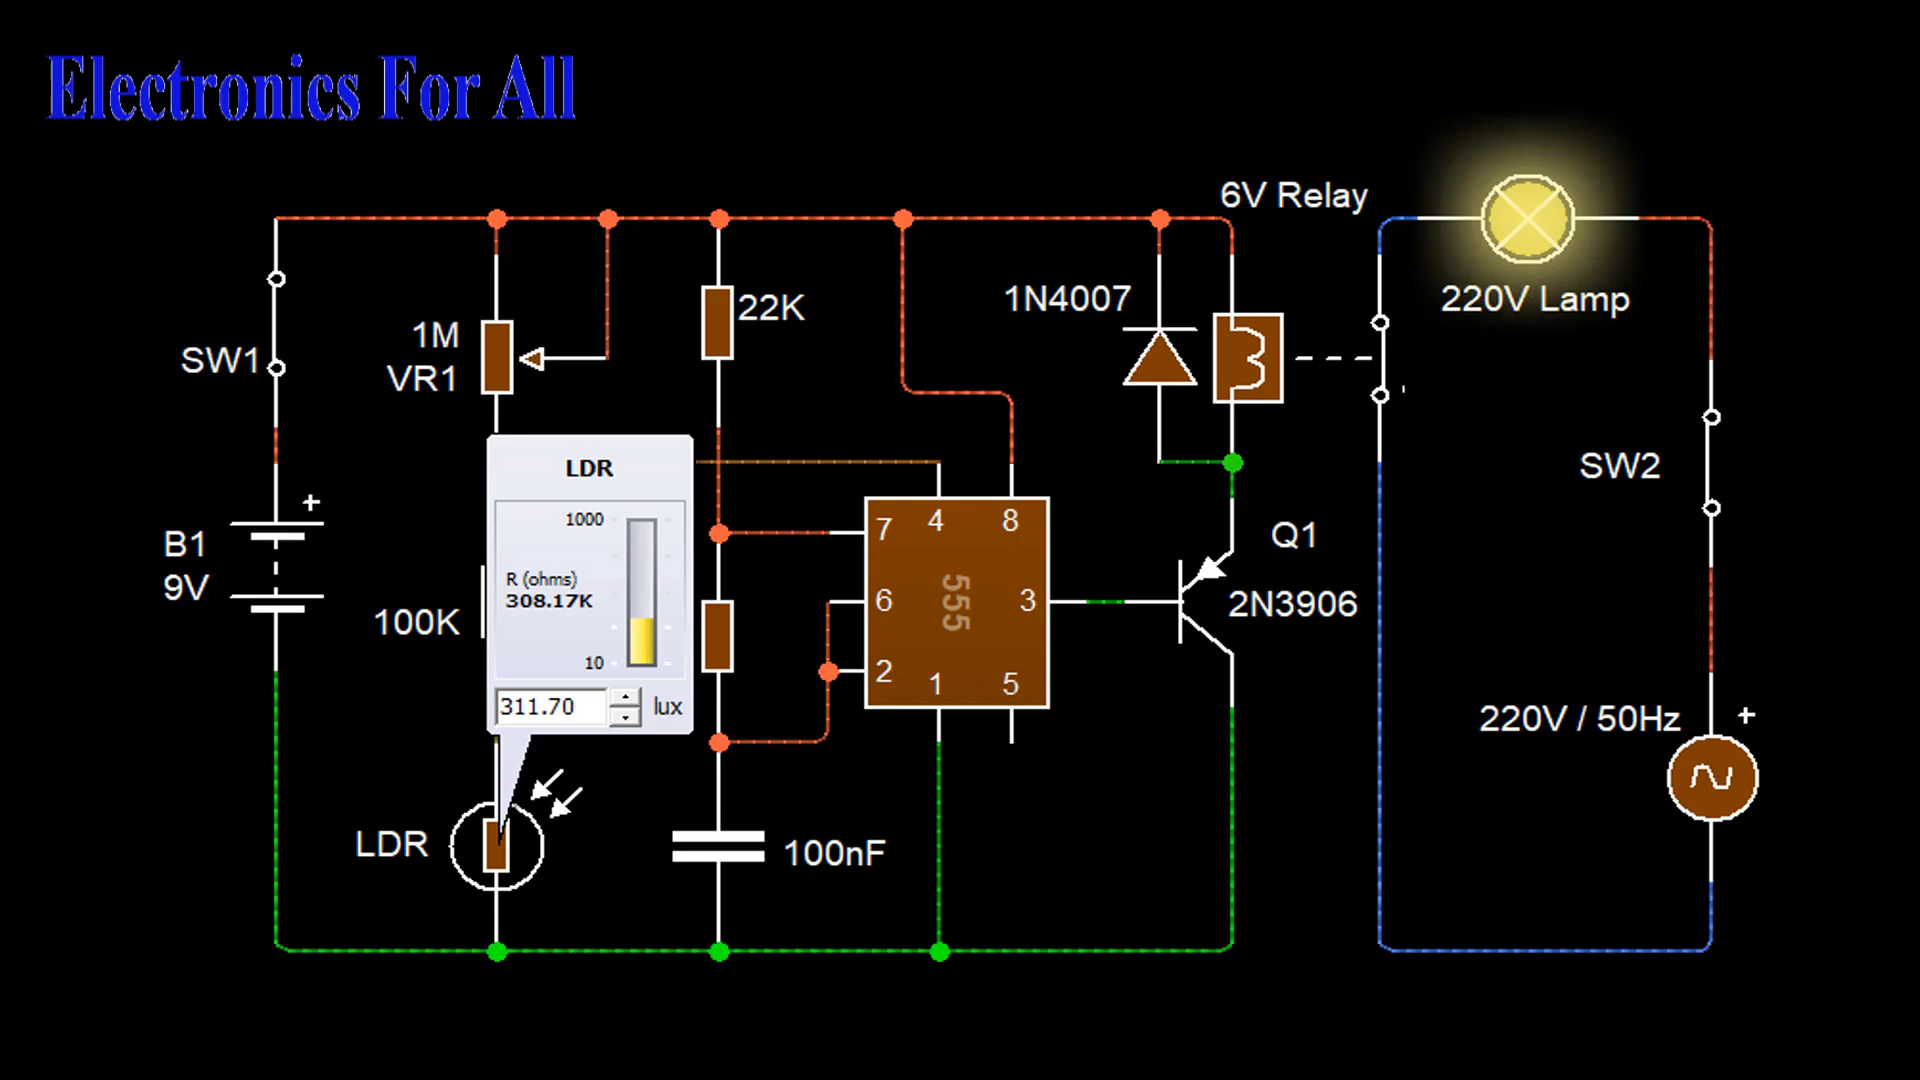 Electronics For All
6V Relay
220V Lamp
1N4007
22K
1M
VR1
SW1
LDR
1000
R (ohms)
308.17K
10
311.70 lux
100K
B1
9V
+
7
4
8
6
3
2
1
5
555
Q1
2N3906
SW2
220V / 50Hz
+
LDR
100nF